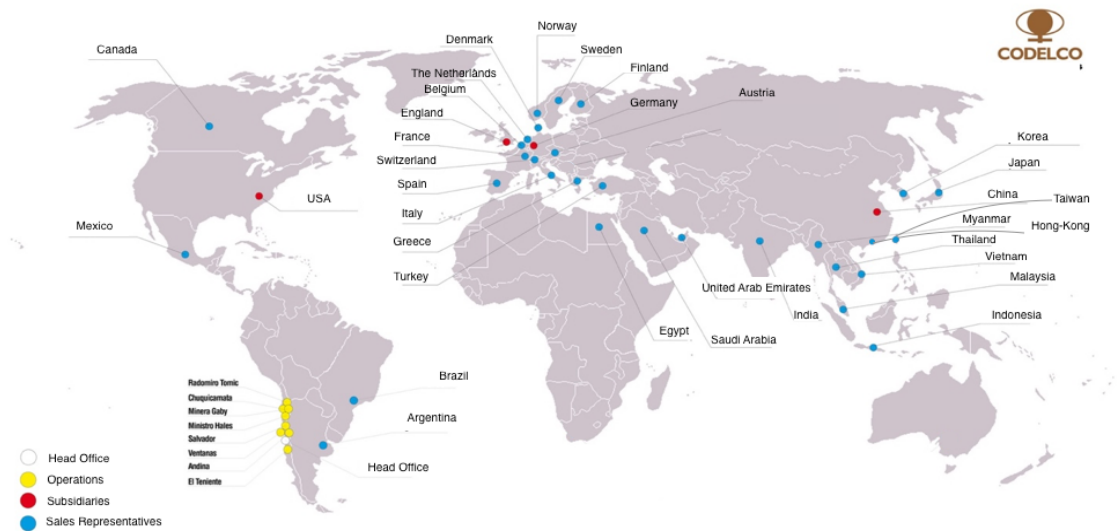 Norway
Denmark
Canada
Sweden
CODELCO
The Netherlands
Finland
Belgium
Germany
Austria
England
France
Korea
Switzerland
Japan
Spain
USA
China
Taiwan
Italy
Myanmar
Hong-Kong
Mexico
Greece
Thailand
Vietnam
Turkey
Malaysia
United Arab Emirates
India
Indonesia
Egypt
Saudi Arabia
Brazil
Radomiro Tomic
Chuquicamata
Minera Gaby
Argentina
Ministro Hales
Salvador
Ventanas
Andina
El Teniente
Head Office
Head Office
Operations
Subsidiaries
Sales Representatives